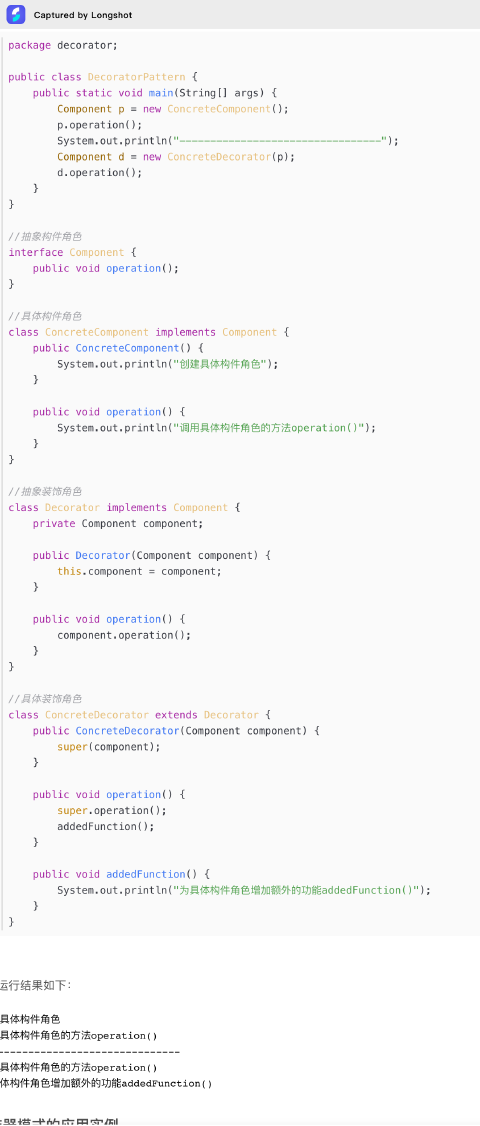 Captured by Longshot
package decorator;
public class DecoratorPattern {
public static void main(String[] args) {
Component p = new ConcreteComponent();
p.operation();
System.out.println("---------------------------------");
Component d = new ConcreteDecorator(p);
d.operation();
}
}
//抽象构件角色
interface Component {
public void operation();
}
//具体构件角色
class ConcreteComponent implements Component {
public ConcreteComponent() {
System.out.println("创建具体构件角色");
}
public void operation() {
System.out.println("调用具体构件角色的方法operation()");
}
}
//抽象装饰角色
class Decorator implements Component {
private Component component;
public Decorator(Component component) {
this.component = component;
}
public void operation() {
component.operation();
}
}
//具体装饰角色
class ConcreteDecorator extends Decorator {
public ConcreteDecorator(Component component) {
super(component);
}
public void operation() {
super.operation();
addedFunction();
}
public void addedFunction() {
System.out.println("为具体构件角色增加额外的功能addedFunction()");
}
}
运行结果如下:
具体构件角色
具体构件角色的方法operation()
-------------------------------
具体构件角色的方法operation()
体构件角色增加额外的功能addedFunction()
器模式的应用实例